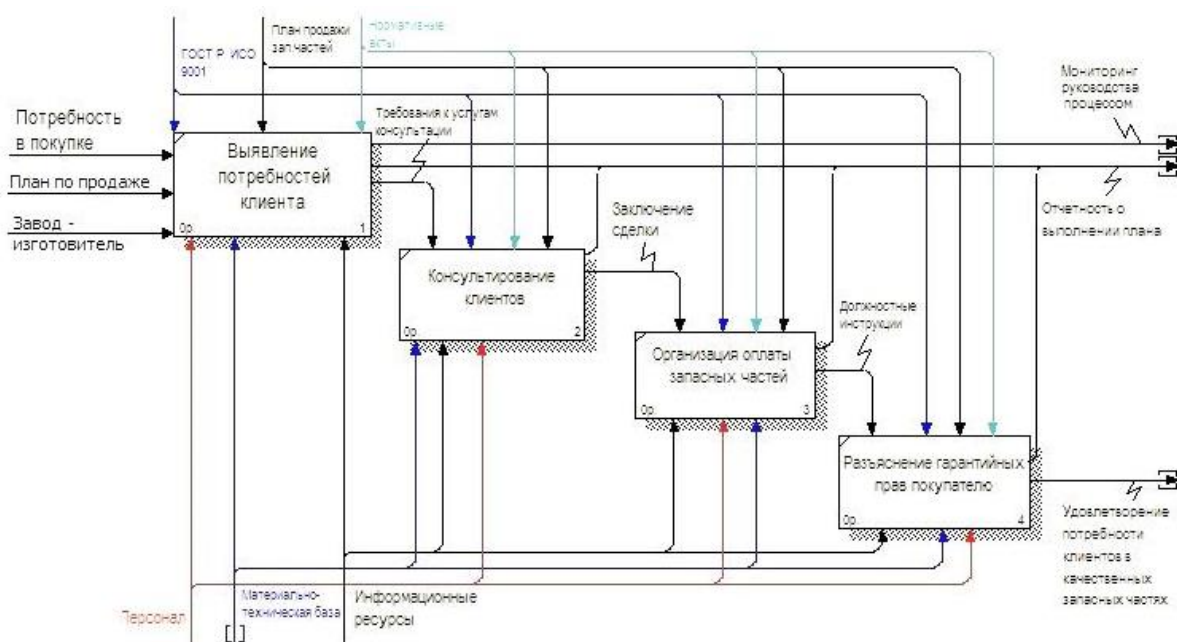 План продажи
зап.частей
Нормативные
акты
ГОСТ Р ИСО
9001
Мониторинг
руководства
процессом
Потребность
в покупке
План по продаже
Завод -
изготовитель
Выявление
потребностей
клиента
0р.
1
Требования к услугам
консультации
Отчетность о
выполнении плана
Заключение
сделки
Консультирование
клиентов
0р.
2
Должностные
инструкции
Организация оплаты
запасных частей
0р.
3
Разъяснение гарантийных
прав покупателю
0р.
4
Удовлетворение
потребности
клиентов в
качественных
запасных частях
Персонал
Материально-
техническая база
Информационные
ресурсы